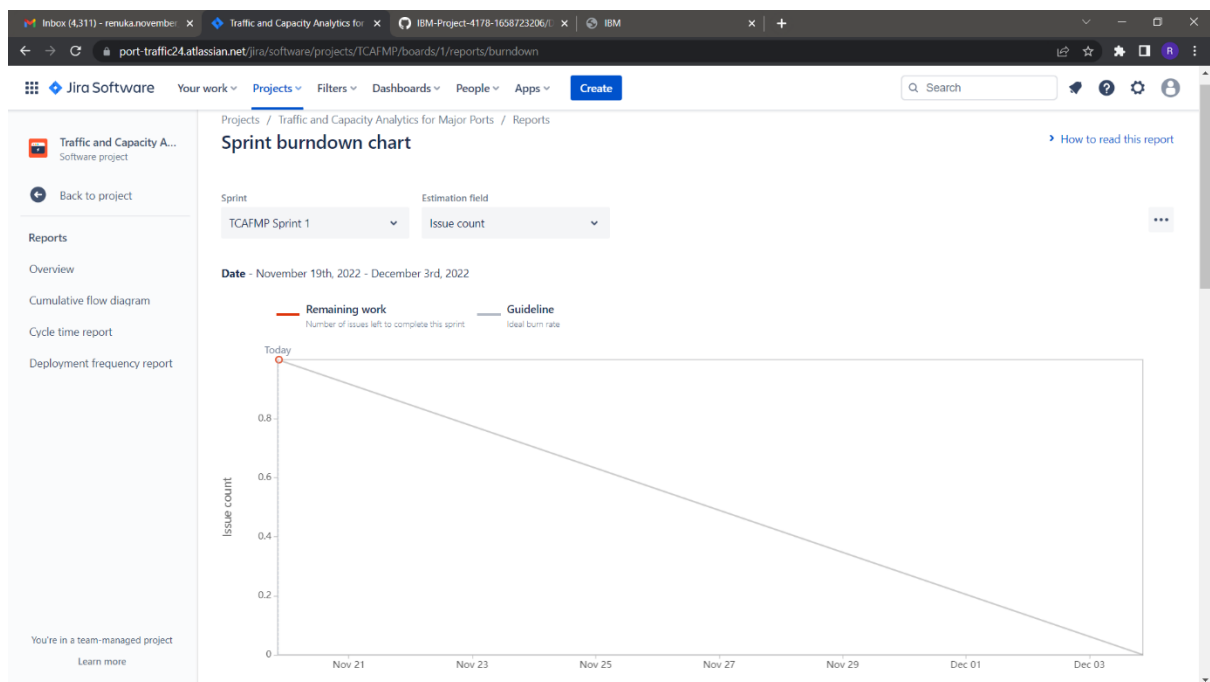 Inbox (4,311) - renuka.november
Traffic and Capacity Analytics for
IBM-Project-4178-1658723206/D
IBM
port-traffic24.atlassian.net/jira/software/projects/TCAFMP/boards/1/reports/burndown
R
Jira Software
Your work
Projects
Filters
Dashboards
People
Apps
Create
Search
Projects / Traffic and Capacity Analytics for Major Ports / Reports
Traffic and Capacity A...
Software project
Sprint burndown chart
How to read this report
Back to project
Sprint
Estimation field
TCAFMP Sprint 1
Issue count
Reports
Overview
Cumulative flow diagram
Cycle time report
Deployment frequency report
Date - November 19th, 2022 - December 3rd, 2022
Remaining work
Number of issues left to complete this sprint
Guideline
Ideal burn rate
Today
0.8
0.6
0.4
0.2
0
Issue count
Nov 21
Nov 23
Nov 25
Nov 27
Nov 29
Dec 01
Dec 03
You're in a team-managed project
Learn more